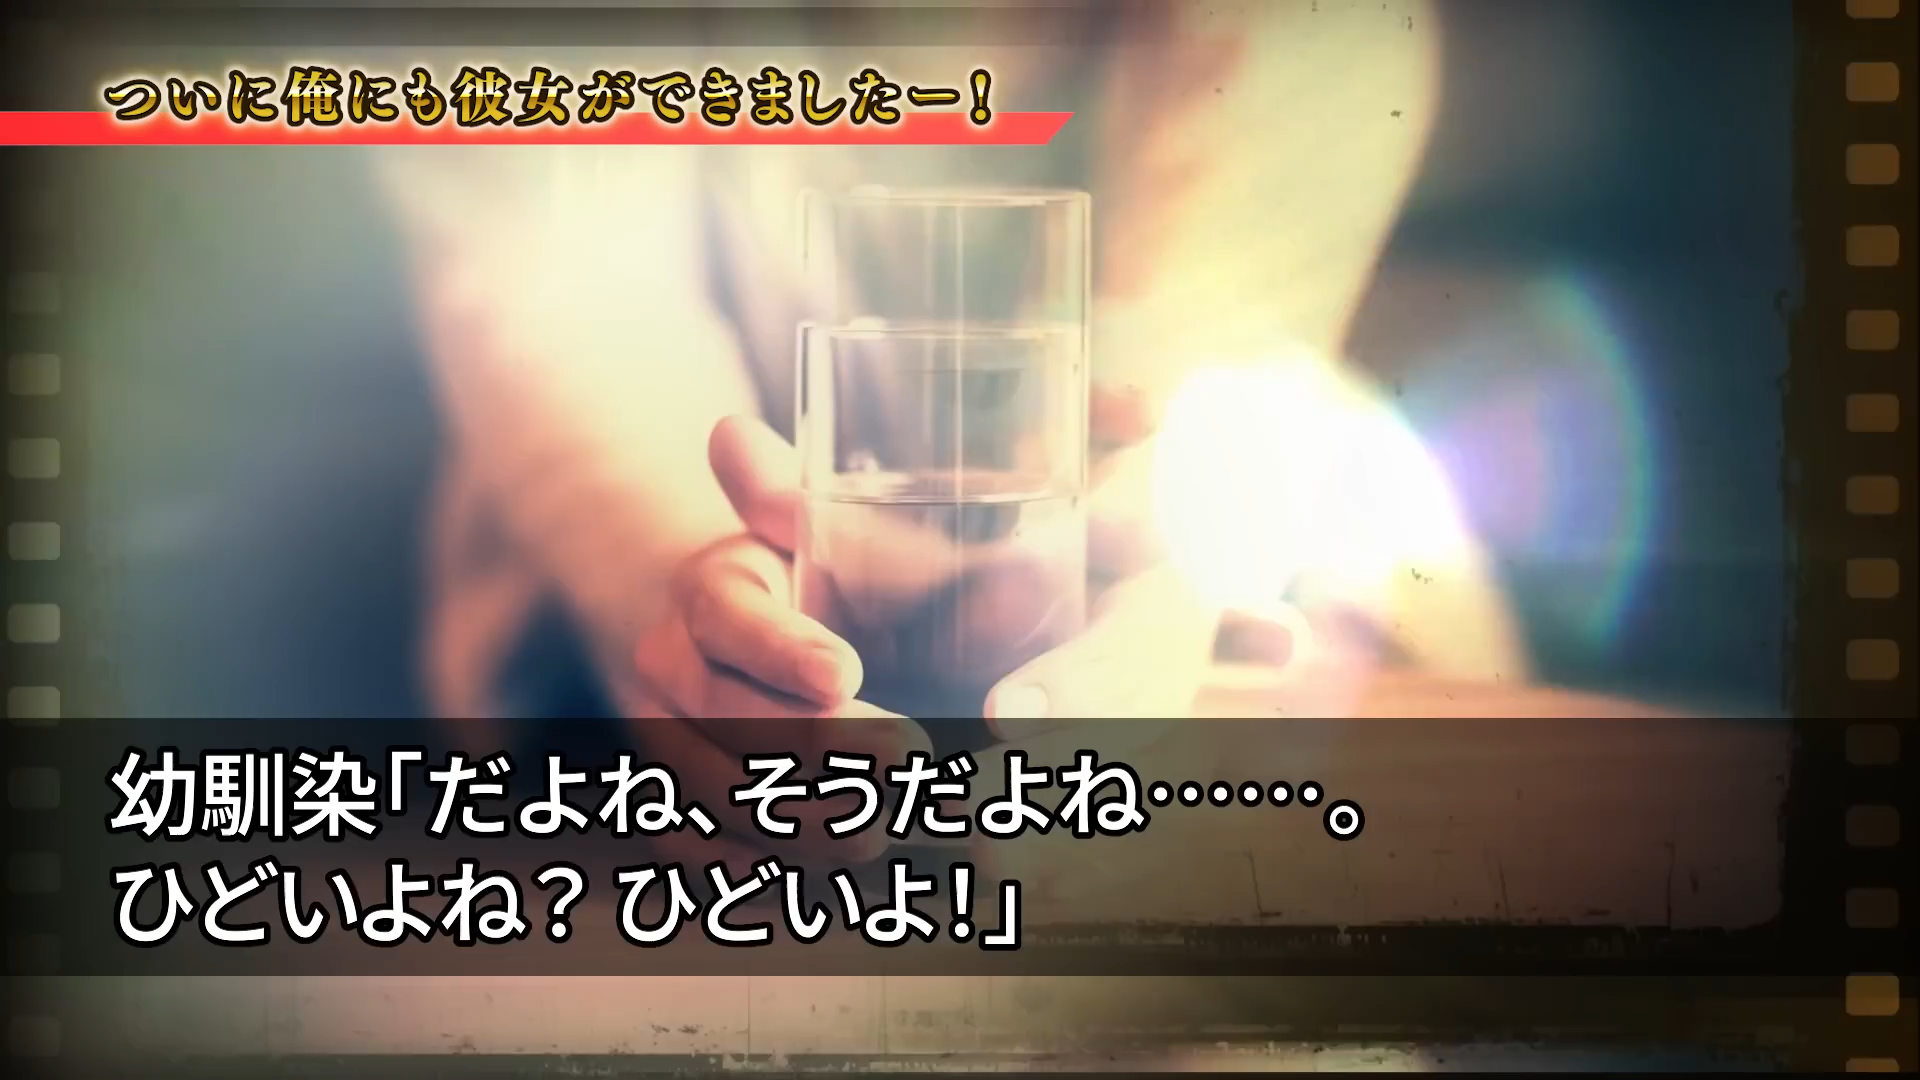 ついに俺にも彼女ができましたー！
幼馴染「だよね、そうだよね……。
ひどいよね？ ひどいよ！」